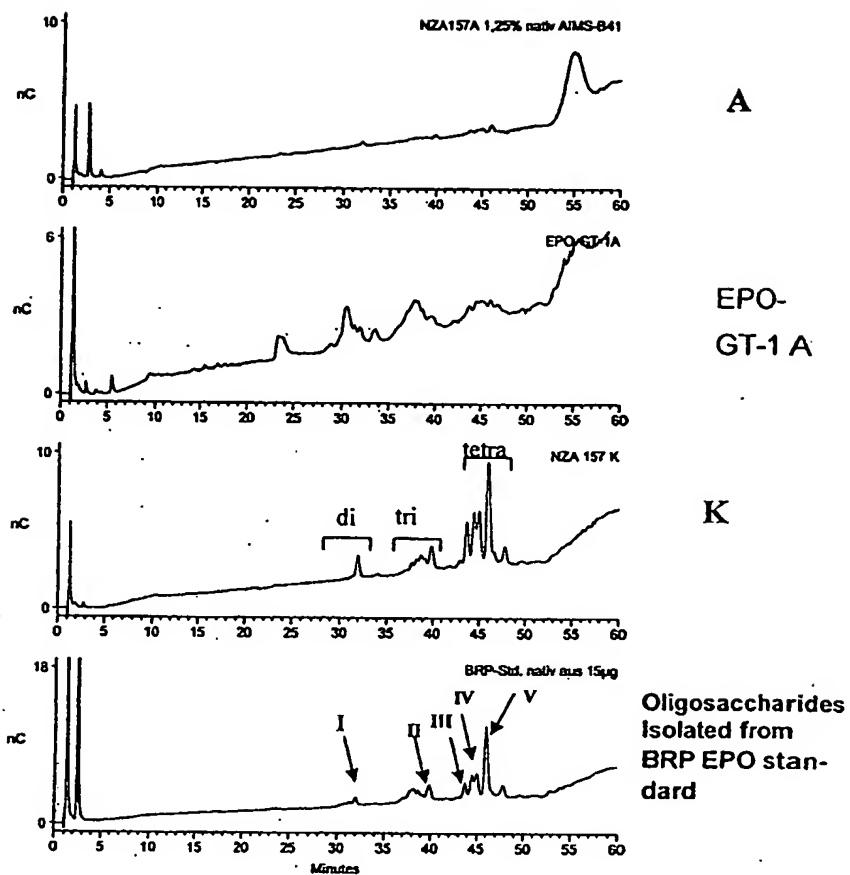 10
NZA157A 1,25% nativ AIMS-B41
nC
A
0
0 5 10 15 20 25 30 35 40 45 50 55 60
6
EPO-GT-1A
nC
EPO-
GT-1 A
0
0 5 10 15 20 25 30 35 40 45 50 55 60
10
tetra
NZA 157 K
di tri
nC
K
0
0 5 10 15 20 25 30 35 40 45 50 55 60
18
BRP-Std. nativ aus 15µg
I II III IV V
nC
Oligosaccharides
Isolated from
BRP EPO stan-
dard
0
0 5 10 15 20 25 30 35 40 45 50 55 60
Minutes